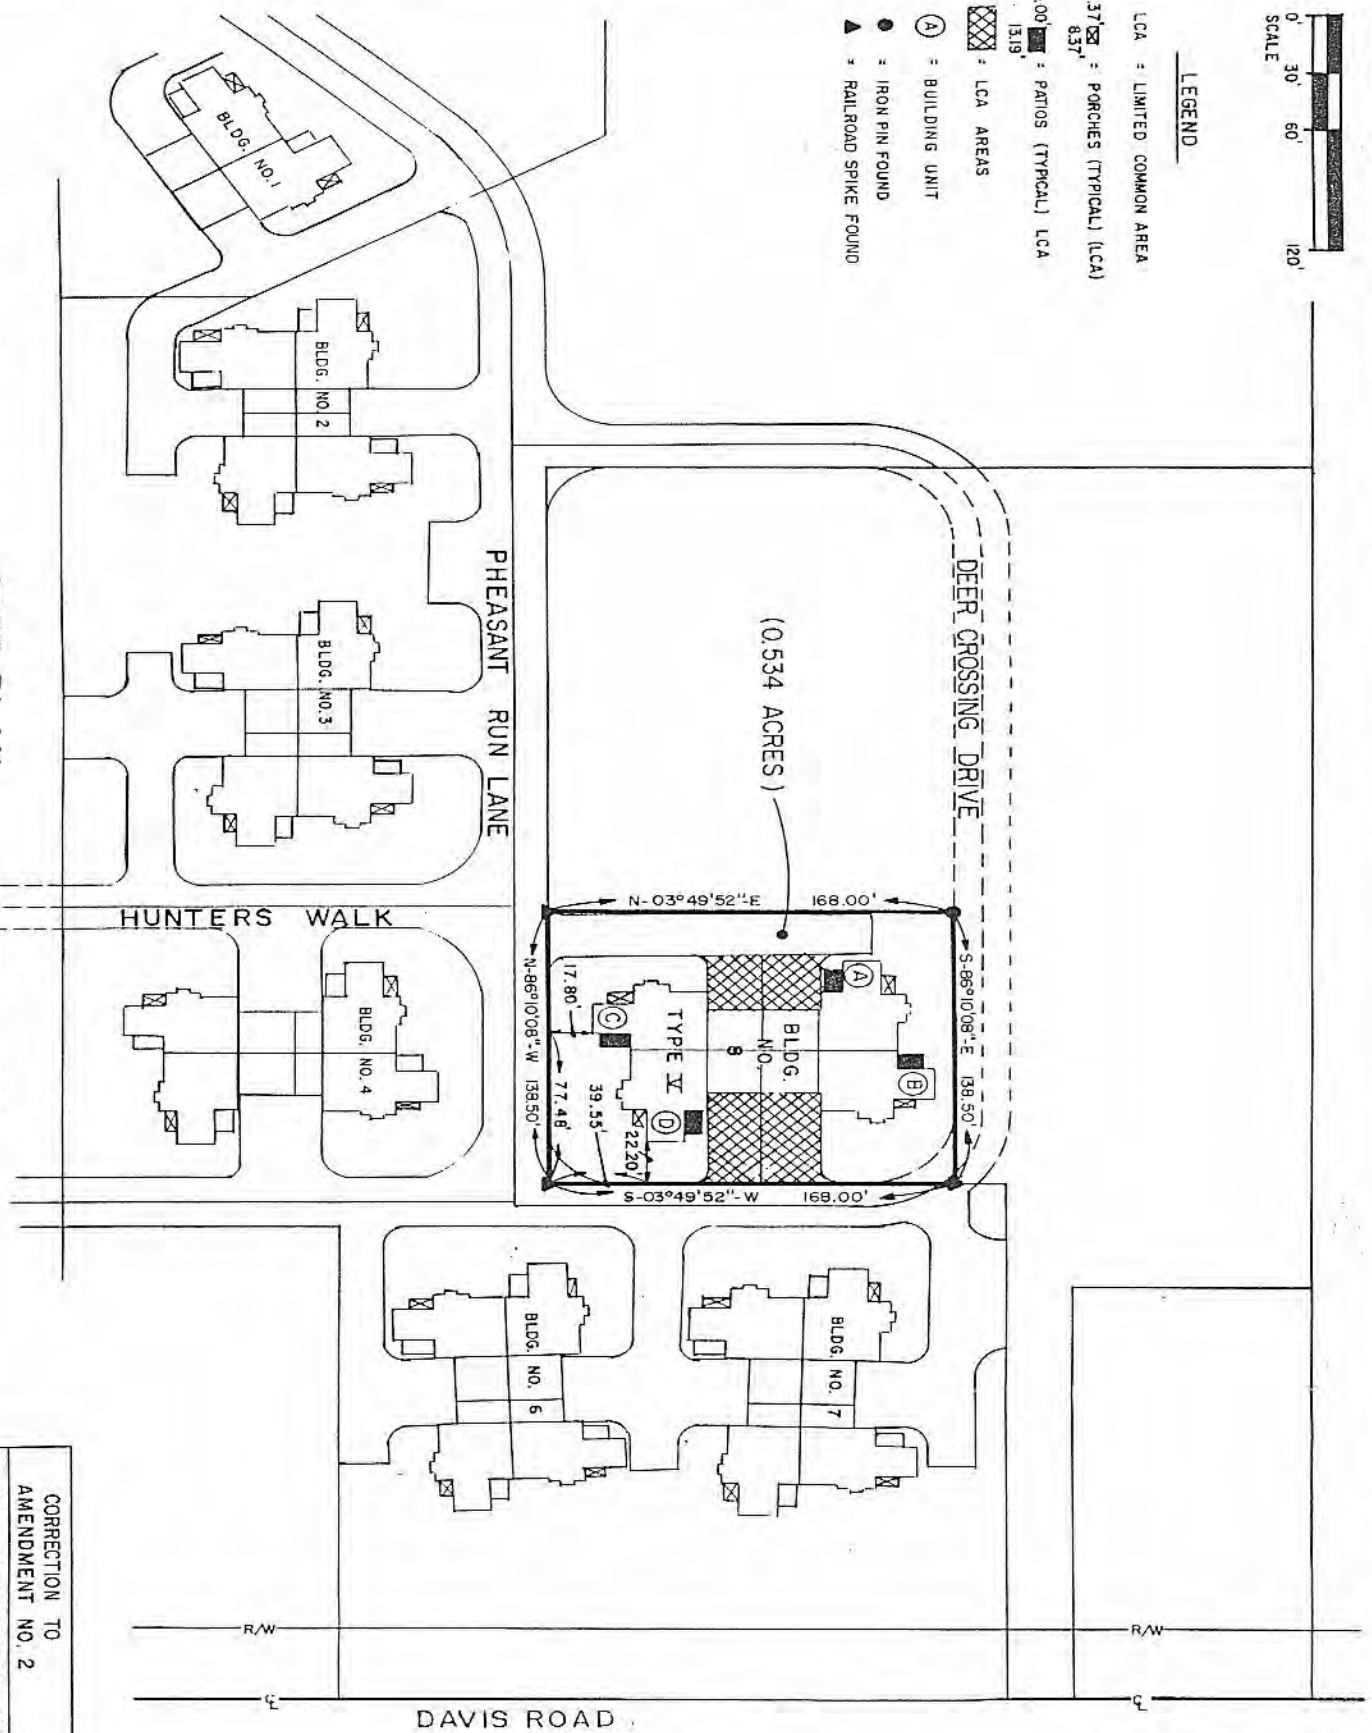 0' 30' 60' 120'
SCALE
LEGEND
LCA = LIMITED COMMON AREA
.37' = PORCHES (TYPICAL) (LCA)
8.37'
.00' = PATIOS (TYPICAL) LCA
13.19'
= LCA AREAS
A = BUILDING UNIT
= IRON PIN FOUND
= RAILROAD SPIKE FOUND
DEER CROSSING DRIVE
(0.534 ACRES)
PHEASANT RUN LANE
HUNTERS WALK
BLDG. NO. 1
BLDG. NO. 2
BLDG. NO. 3
BLDG. NO. 4
BLDG. NO. 6
BLDG. NO. 7
N-03°49'52"-E 168.00'
S-86°10'08"-E 138.50'
S-03°49'52"-W 168.00'
N-86°10'08"-W 138.50'
A
B
BLDG.
NO.
8
TYPE V
C
D
17.80'
77.48'
39.55'
22.20'
R/W
R/W
℄
℄
DAVIS ROAD
CORRECTION TO
AMENDMENT NO. 2